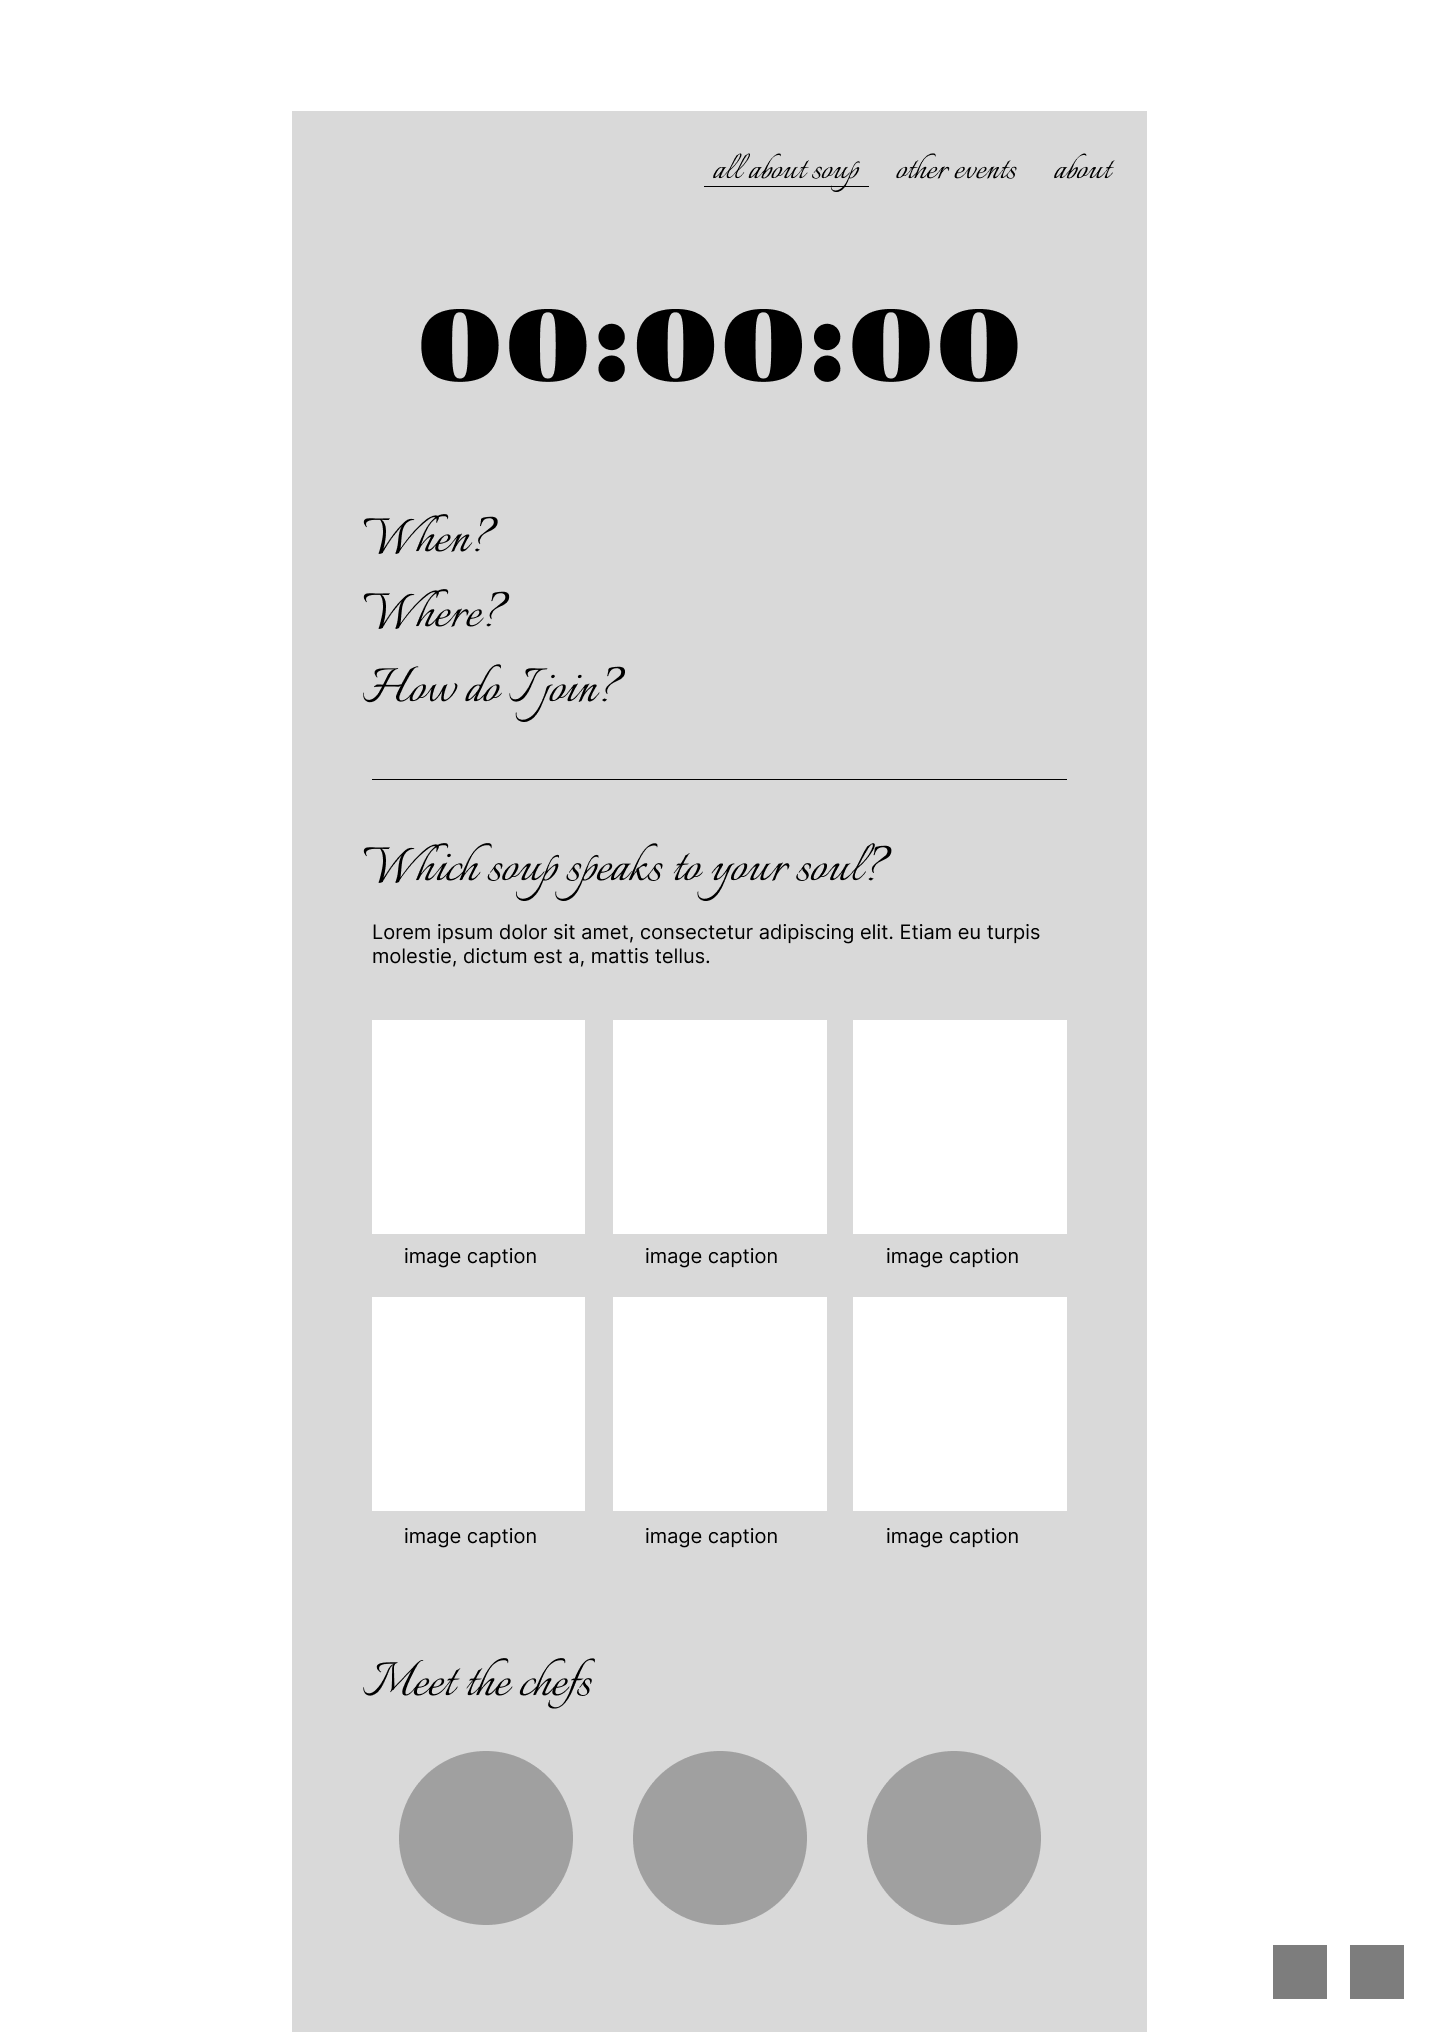 all about soup other events about
00:00:00
When?
Where?
How do I join?
Which soup speaks to your soul?
Lorem ipsum dolor sit amet, consectetur adipiscing elit. Etiam eu turpis
molestie, dictum est a, mattis tellus.
image caption image caption image caption
image caption image caption image caption
Meet the chefs